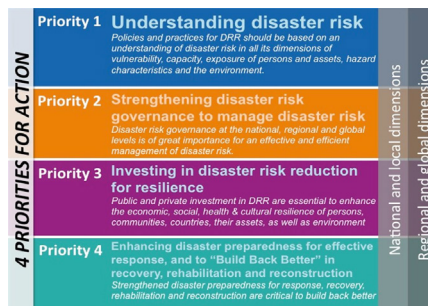 4 PRIORITIES FOR ACTION
Priority 1
Understanding disaster risk
Policies and practices for DRR should be based on an
understanding of disaster risk in all its dimensions of
vulnerability, capacity, exposure of persons and assets, hazard
characteristics and the environment.
Priority 2
Strengthening disaster risk
governance to manage disaster risk
Disaster risk governance at the national, regional and global
levels is of great importance for an effective and efficient
management of disaster risk.
Priority 3
Investing in disaster risk reduction
for resilience
Public and private investment in DRR are essential to enhance
the economic, social, health & cultural resilience of persons,
communities, countries, their assets, as well as environment
Priority 4
Enhancing disaster preparedness for effective
response, and to “Build Back Better” in
recovery, rehabilitation and reconstruction
Strengthened disaster preparedness for response, recovery,
rehabilitation and reconstruction are critical to build back better
National and local dimensions
Regional and global dimensions